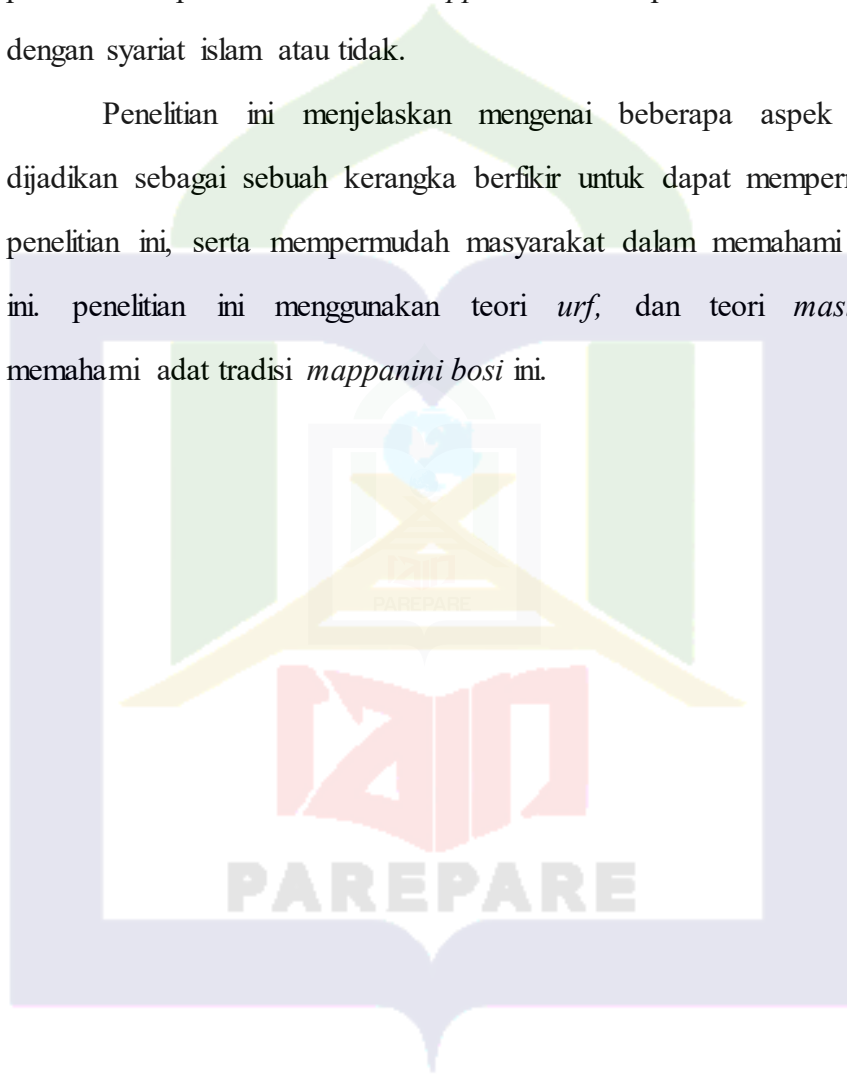 dengan syariat islam atau tidak.
Penelitian ini menjelaskan mengenai beberapa aspek
dijadikan sebagai sebuah kerangka berfikir untuk dapat
penelitian ini, serta mempermudah masyarakat dalam memahami
ini. penelitian ini menggunakan teori urf, dan teori
memahami adat tradisi mappanini bosi ini.
IAIN
PAREPARE
IAIN
PAREPARE